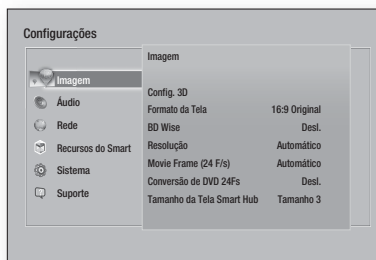 Configurações
Imagem
Áudio
Rede
Recursos do Smart
Sistema
Suporte
Imagem
Config. 3D
Formato da Tela 16:9 Original
BD Wise Desl.
Resolução Automático
Movie Frame (24 F/s) Automático
Conversão de DVD 24Fs Desl.
Tamanho da Tela Smart Hub Tamanho 3